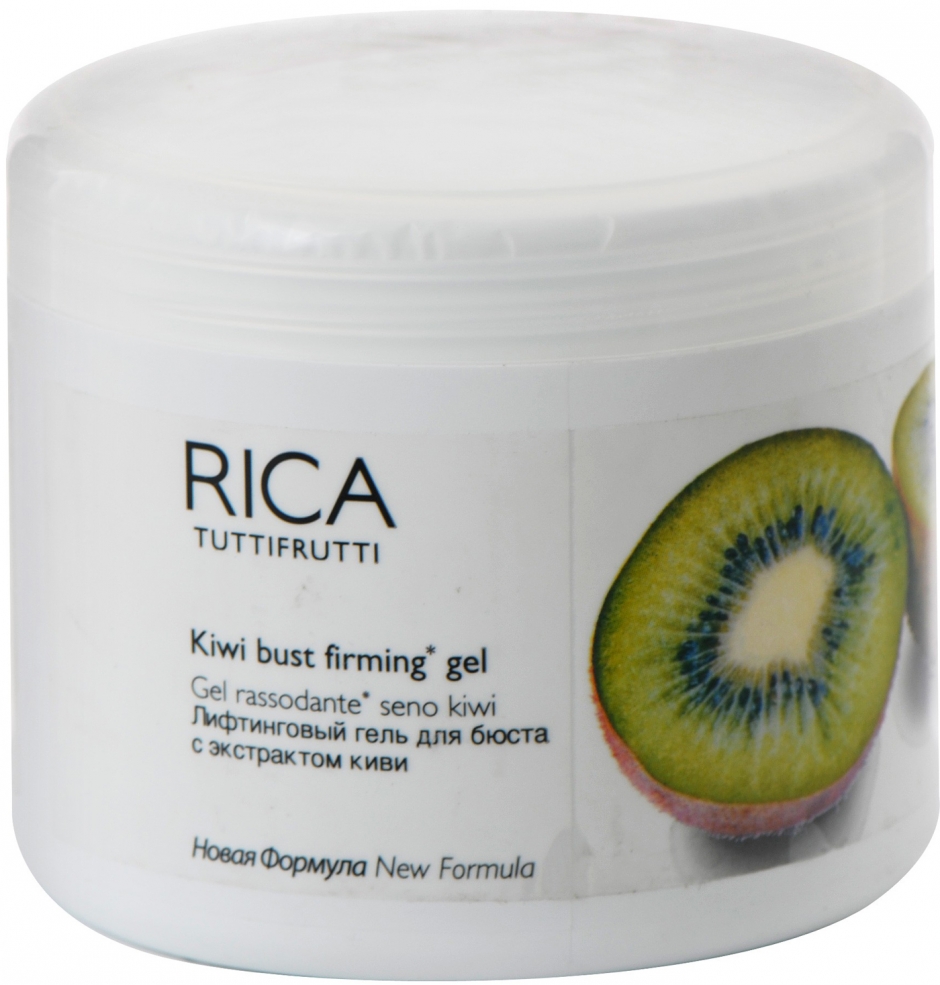 RICA
TUTTIFRUTTI
Kiwi bust firming* gel
Gel rassodante* seno kiwi
Лифтинговый гель для бюста
с экстрактом киви
Новая Формула New Formula